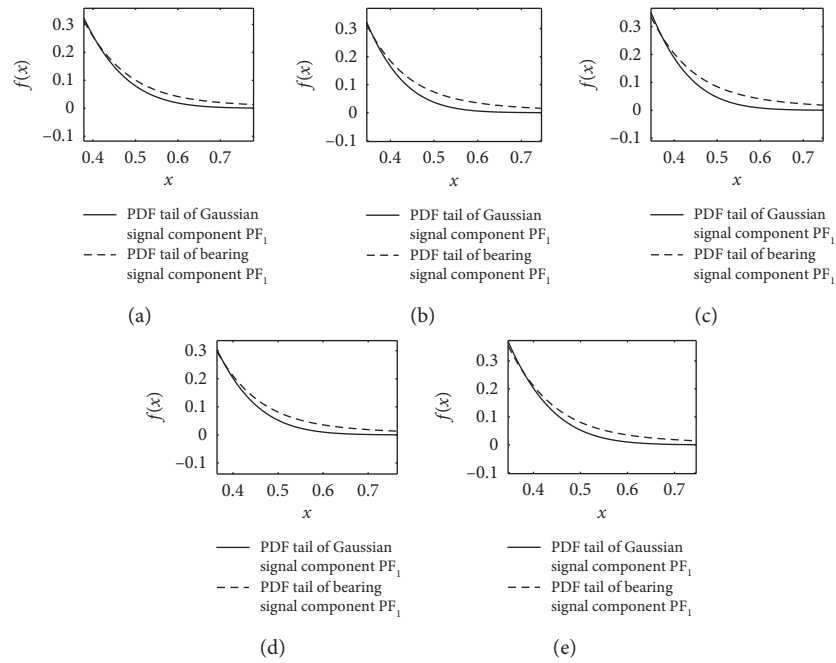 0.3
0.2
f(x)
0.1
0
–0.1
0.4 0.5 0.6 0.7
x
PDF tail of Gaussian
signal component PF₁
PDF tail of bearing
signal component PF₁
(a)
0.3
0.2
f(x)
0.1
0
–0.1
0.4 0.5 0.6 0.7
x
PDF tail of Gaussian
signal component PF₁
PDF tail of bearing
signal component PF₁
(b)
0.3
0.2
f(x)
0.1
0
–0.1
0.4 0.5 0.6 0.7
x
PDF tail of Gaussian
signal component PF₁
PDF tail of bearing
signal component PF₁
(c)
0.3
0.2
f(x)
0.1
0
–0.1
0.4 0.5 0.6 0.7
x
PDF tail of Gaussian
signal component PF₁
PDF tail of bearing
signal component PF₁
(d)
0.3
0.2
f(x)
0.1
0
–0.1
0.4 0.5 0.6 0.7
x
PDF tail of Gaussian
signal component PF₁
PDF tail of bearing
signal component PF₁
(e)